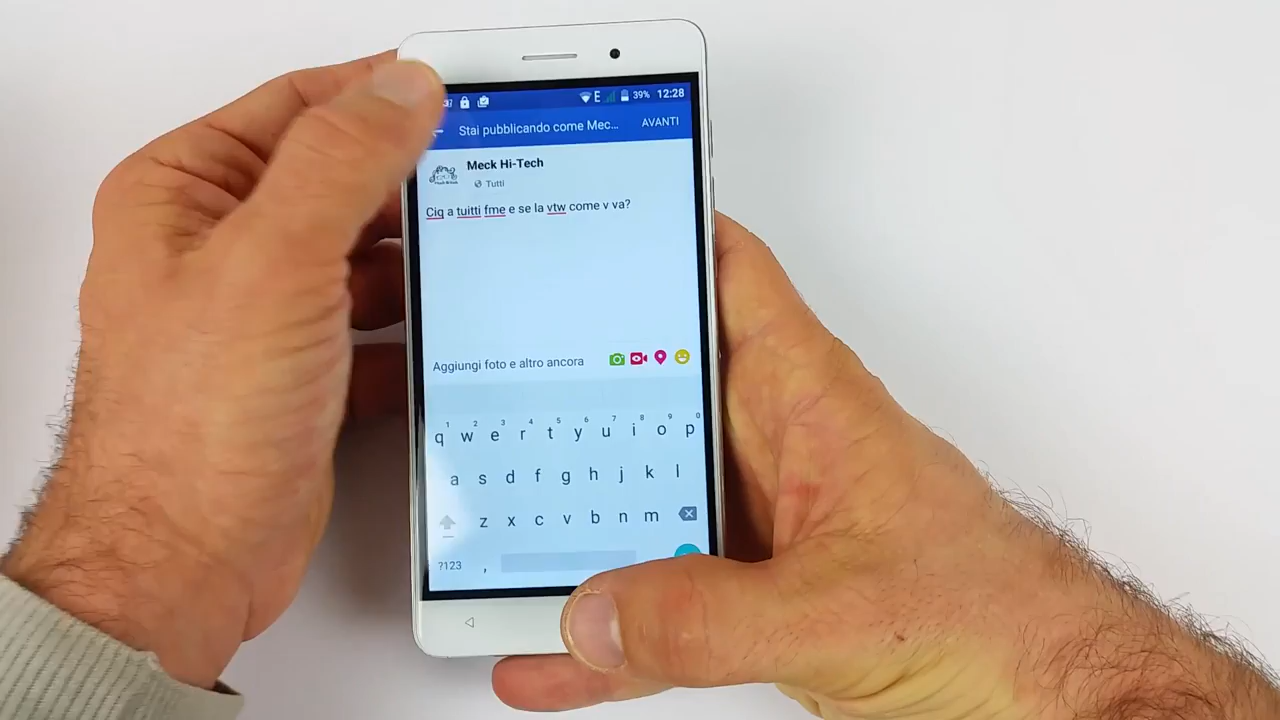 39% 12:28
Stai pubblicando come Mec... AVANTI
Meck Hi-Tech
Tutti
Ciq a tuitti fme e se la vtw come v va?
Aggiungi foto e altro ancora
1 2 3 4 5 6 7 8 9 0
q w e r t y u i o p
a s d f g h j k l
z x c v b n m
?123 ,